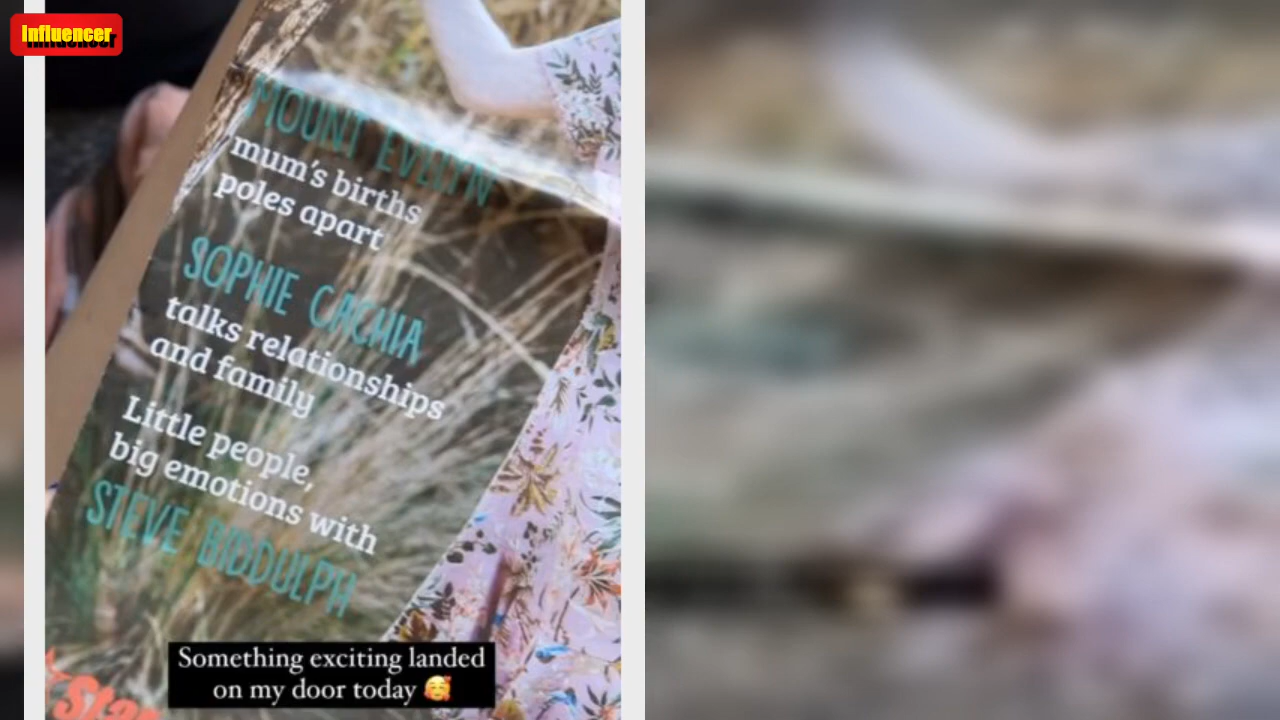 Influencer
MOUNT EVELYN
mum's births
poles apart
SOPHIE CACHIA
talks relationships
and family
Little people,
big emotions with
STEVE BIDDULPH
Star
Something exciting landed
on my door today 🥰